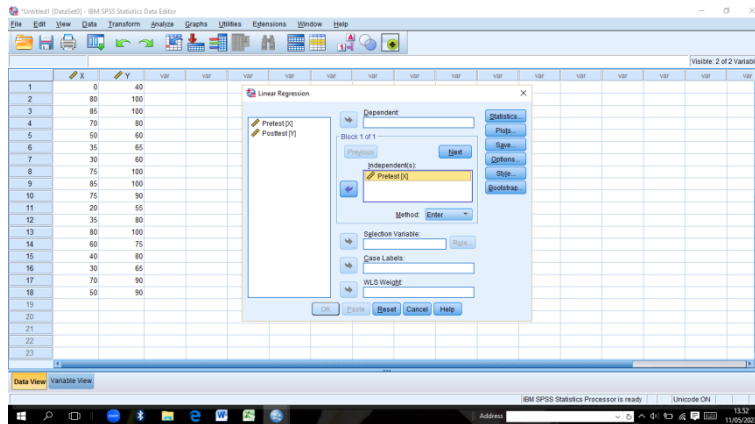 *Untitled1 [DataSet0] - IBM SPSS Statistics Data Editor
File Edit View Data Transform Analyze Graphs Utilities Extensions Window Help
Visible: 2 of 2 Variabl
X Y var var var var var var var var var var var var var var
1 0 40
2 80 100
3 85 100
4 70 80
5 50 60
6 35 65
7 30 60
8 75 100
9 85 100
10 75 90
11 20 55
12 35 80
13 80 100
14 60 75
15 40 80
16 30 65
17 70 90
18 50 90
19
20
21
22
23
Linear Regression
Pretest [X]
Posttest [Y]
Dependent:
Block 1 of 1
Previous Next
Independent(s):
Pretest [X]
Method: Enter
Selection Variable:
Rule...
Case Labels:
WLS Weight:
Statistics...
Plots...
Save...
Options...
Style...
Bootstrap...
OK Paste Reset Cancel Help
Data View Variable View
IBM SPSS Statistics Processor is ready Unicode:ON
Address
13.52
11/05/202